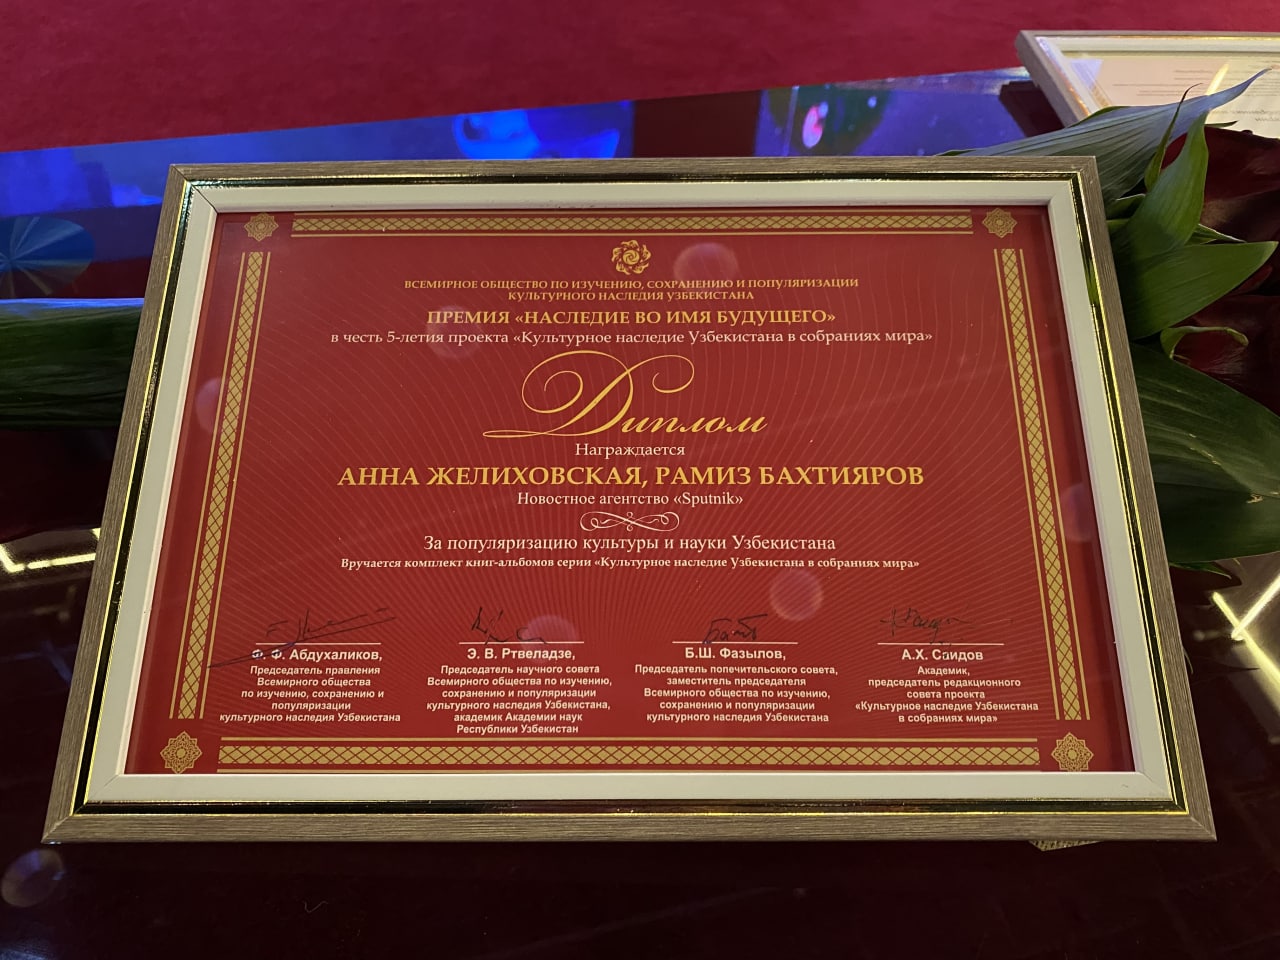 ВСЕМИРНОЕ ОБЩЕСТВО ПО ИЗУЧЕНИЮ, СОХРАНЕНИЮ И ПОПУЛЯРИЗАЦИИ
КУЛЬТУРНОГО НАСЛЕДИЯ УЗБЕКИСТАНА
ПРЕМИЯ «НАСЛЕДИЕ ВО ИМЯ БУДУЩЕГО»
в честь 5-летия проекта «Культурное наследие Узбекистана в собраниях мира»
Диплом
Награждается
АННА ЖЕЛИХОВСКАЯ, РАМИЗ БАХТИЯРОВ
Новостное агентство «Sputnik»
За популяризацию культуры и науки Узбекистана
Вручается комплект книг-альбомов серии «Культурное наследие Узбекистана в собраниях мира»
Ф. Ф. Абдухаликов,
Председатель правления
Всемирного общества
по изучению, сохранению и
популяризации
культурного наследия Узбекистана
Э. В. Ртвеладзе,
Председатель научного совета
Всемирного общества по изучению,
сохранению и популяризации
культурного наследия Узбекистана,
академик Академии наук
Республики Узбекистан
Б.Ш. Фазылов,
Председатель попечительского совета,
заместитель председателя
Всемирного общества по изучению,
сохранению и популяризации
культурного наследия Узбекистана
А.Х. Саидов
Академик,
председатель редакционного
совета проекта
«Культурное наследие Узбекистана
в собраниях мира»